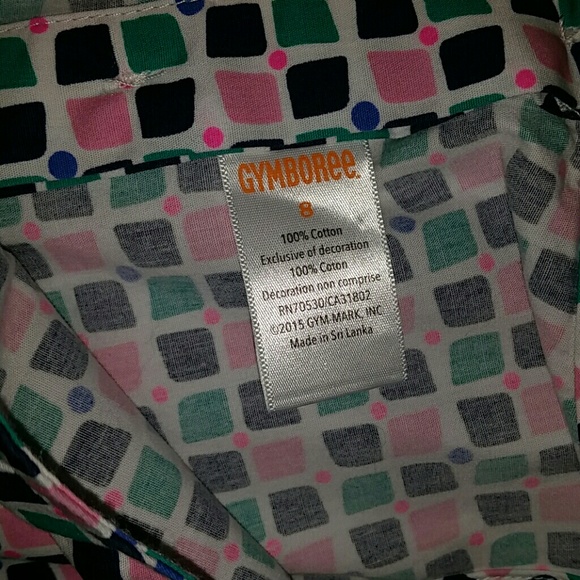 GYMBOREE.
8
100% Cotton
Exclusive of decoration
100% Coton
Decoration non comprise
RN70530/CA31802
©2015 GYM-MARK, INC.
Made in Sri Lanka